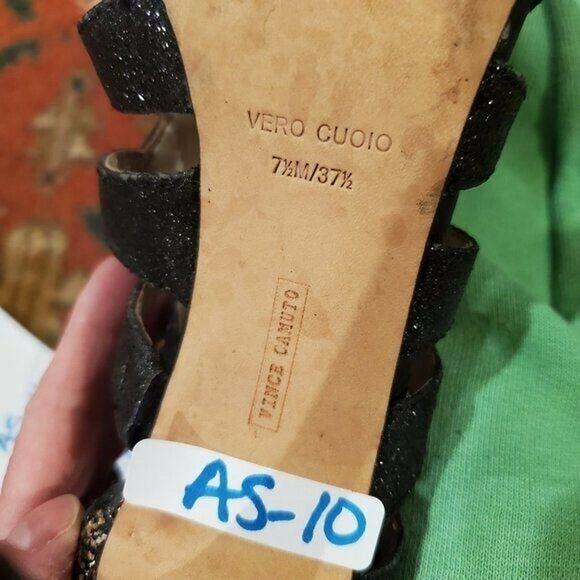 VERO CUOIO
7½M/37½
VINCE CAMUTO
AS-10